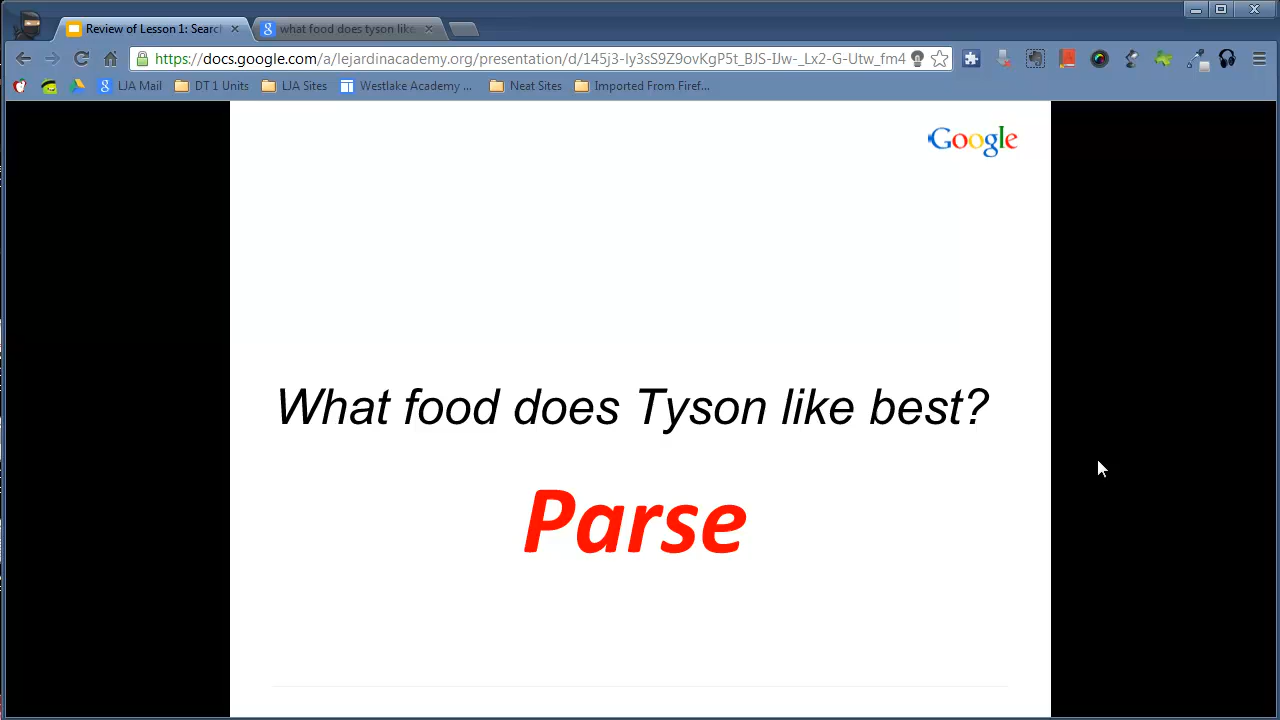 Review of Lesson 1: Searc
what food does tyson like
https://docs.google.com/a/lejardinacademy.org/presentation/d/145j3-ly3sS9Z9ovKgP5t_BJS-IJw-_Lx2-G-Utw_fm4
LJA Mail
DT 1 Units
LJA Sites
Westlake Academy ...
Neat Sites
Imported From Firef...
Google
What food does Tyson like best?
Parse